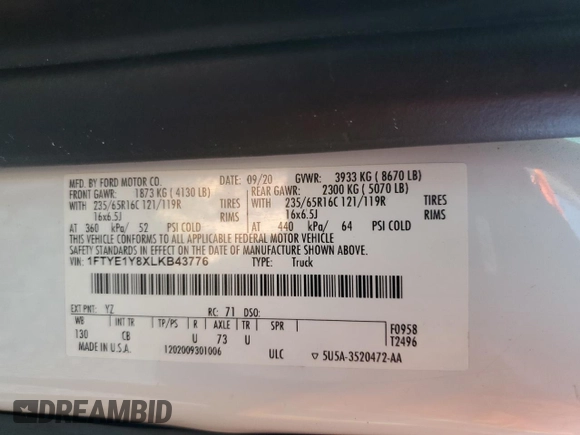 MFD. BY FORD MOTOR CO. DATE: 09/20 GVWR: 3933 KG ( 8670 LB)
FRONT GAWR: 1873 KG ( 4130 LB) REAR GAWR: 2300 KG ( 5070 LB)
WITH 235/65R16C 121/119R TIRES WITH 235/65R16C 121/119R TIRES
16x6.5J RIMS 16x6.5J RIMS
AT 360 kPa/ 52 PSI COLD AT 440 kPa/ 64 PSI COLD
THIS VEHICLE CONFORMS TO ALL APPLICABLE FEDERAL MOTOR VEHICLE
SAFETY STANDARDS IN EFFECT ON THE DATE OF MANUFACTURE SHOWN ABOVE.
VIN: 1FTYE1Y8XLKB43776 TYPE: Truck
EXT PNT: YZ RC: 71 DSO:
WB INT TR TP/PS R AXLE TR SPR F0958
130 CB U 73 U T2496
MADE IN U.S.A. 1202009301006 ULC ▽ 5U5A-3520472-AA
DREAMBID